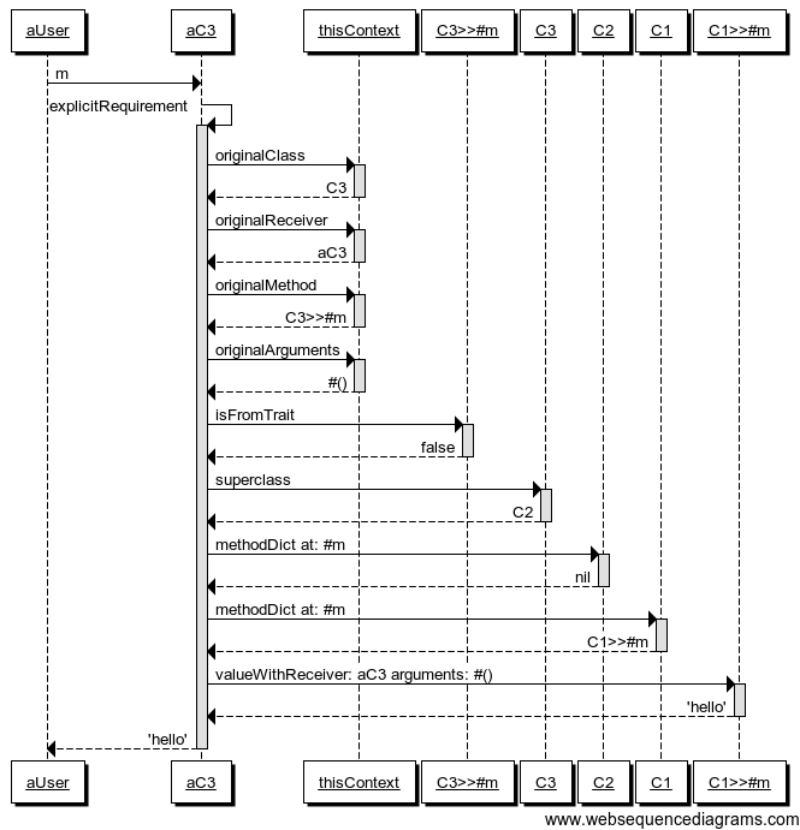 aUser aC3 thisContext C3>>#m C3 C2 C1 C1>>#m
m
explicitRequirement
originalClass
C3
originalReceiver
aC3
originalMethod
C3>>#m
originalArguments
#()
isFromTrait
false
superclass
C2
methodDict at: #m
nil
methodDict at: #m
C1>>#m
valueWithReceiver: aC3 arguments: #()
'hello'
'hello'
aUser aC3 thisContext C3>>#m C3 C2 C1 C1>>#m
www.websequencediagrams.com